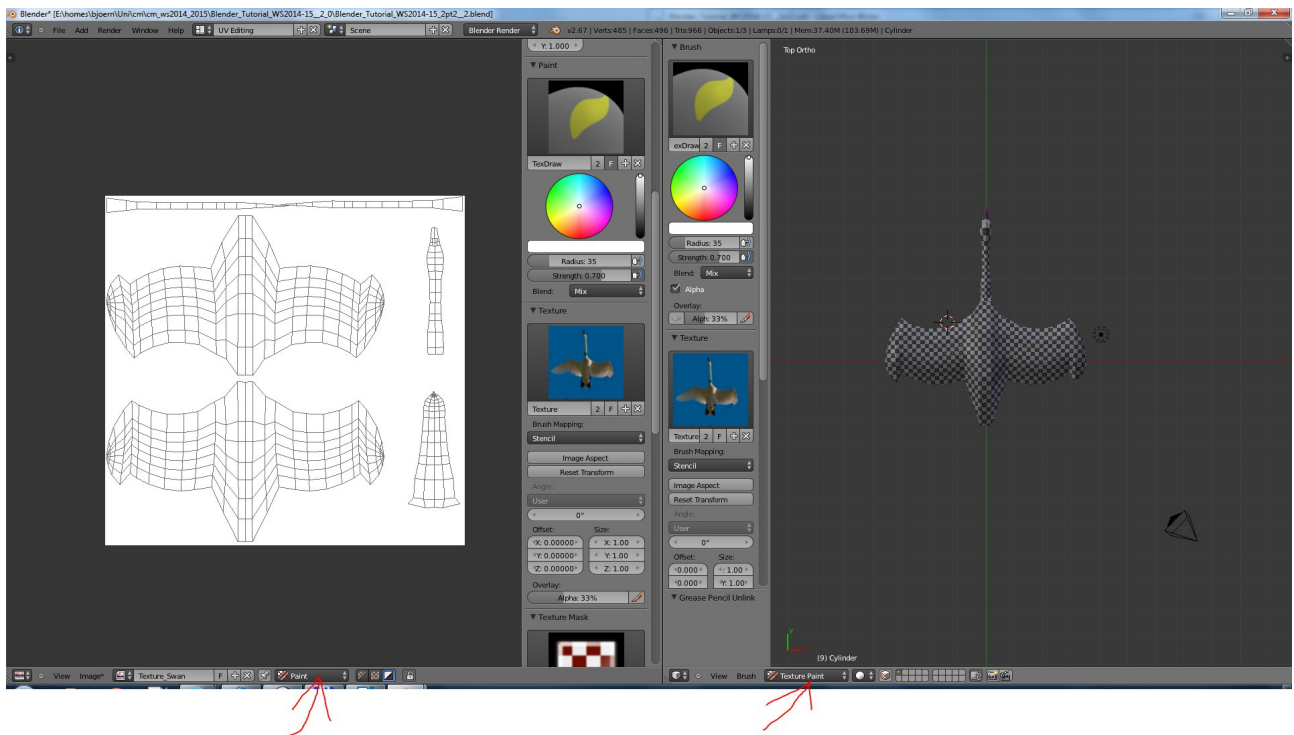 Blender* [E:\homes\bjoern\Uni\cm\cm_ws2014_2015\Blender_Tutorial_WS2014-15__2_0\Blender_Tutorial_WS2014-15_2pt2__2.blend]
File Add Render Window Help UV Editing Scene Blender Render v2.67 | Verts:485 | Faces:496 | Tris:966 | Objects:1/3 | Lamps:0/1 | Mem:37.40M (103.69M) | Cylinder
Y: 1.000
Paint
TexDraw 2 F
Radius: 35
Strength: 0.700
Blend: Mix
Texture
Texture 2 F
Brush Mapping:
Stencil
Image Aspect
Reset Transform
Angle:
User
0°
Offset: Size:
X: 0.00000 X: 1.00
Y: 0.00000 Y: 1.00
Z: 0.00000 Z: 1.00
Overlay:
Alpha: 33%
Texture Mask
Brush
exDraw 2 F
Radius: 35
Strength: 0.700
Blend: Mix
Alpha
Overlay:
Alph: 33%
Texture
Texture 2 F
Brush Mapping:
Stencil
Image Aspect
Reset Transform
Angle:
User
0°
Offset: Size:
0.000 : 1.00
0.000 Y: 1.00
Grease Pencil Unlink
Top Ortho
y
(9) Cylinder
View Image* Texture_Swan F Paint
View Brush Texture Paint